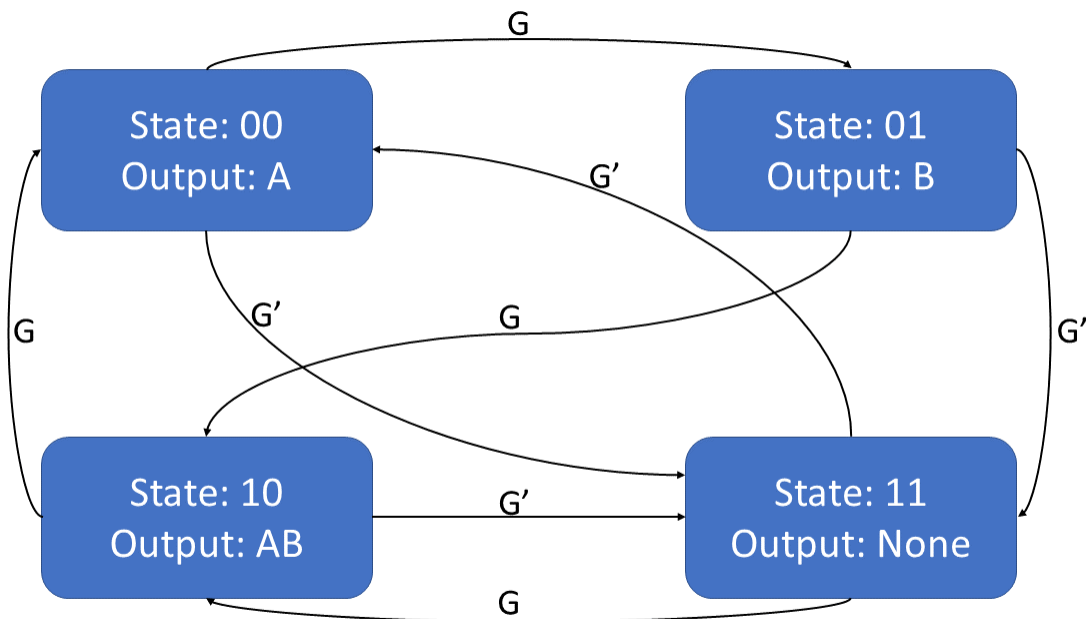 G
State: 00
Output: A
State: 01
Output: B
G’
G’
G
G
G’
State: 10
Output: AB
G’
State: 11
Output: None
G